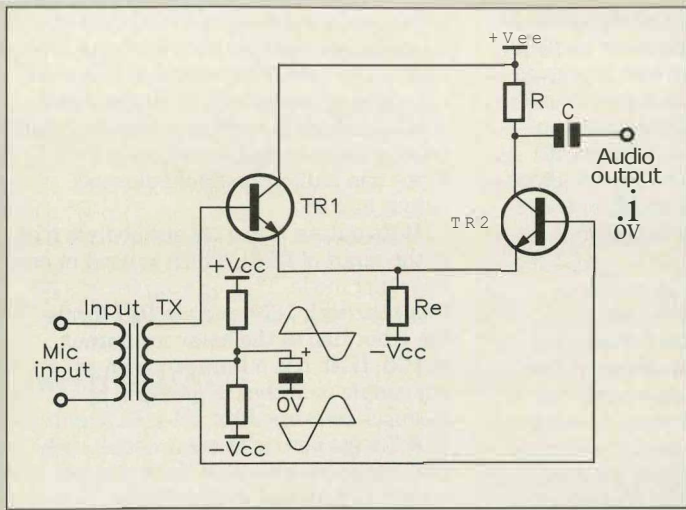 +Vee
R
C
Audio
output
.i
0V
TR1
TR2
+Vcc
Input TX
Re
Mic
input
-Vcc
+
0V
-Vcc